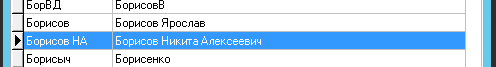 БорВД БорисовВ
Борисов Борисов Ярослав
Борисов НА Борисов Никита Алексеевич
Борисыч Борисенко